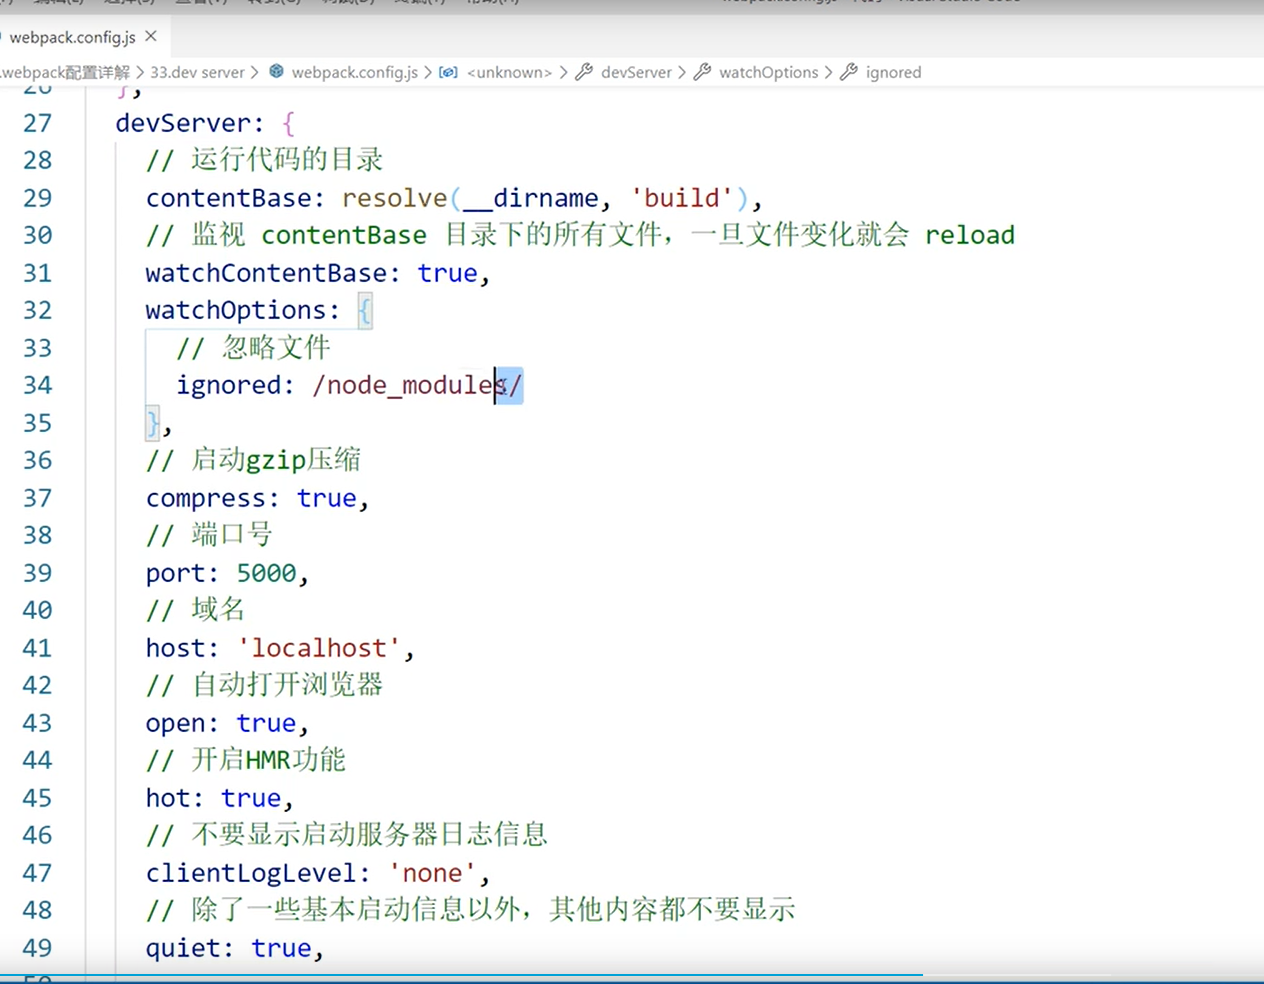 webpack.config.js
webpack配置详解 > 33.dev server > webpack.config.js > <unknown> > devServer > watchOptions > ignored
26 },
27 devServer: {
28 // 运行代码的目录
29 contentBase: resolve(__dirname, 'build'),
30 // 监视 contentBase 目录下的所有文件，一旦文件变化就会 reload
31 watchContentBase: true,
32 watchOptions: {
33 // 忽略文件
34 ignored: /node_modules/
35 },
36 // 启动gzip压缩
37 compress: true,
38 // 端口号
39 port: 5000,
40 // 域名
41 host: 'localhost',
42 // 自动打开浏览器
43 open: true,
44 // 开启HMR功能
45 hot: true,
46 // 不要显示启动服务器日志信息
47 clientLogLevel: 'none',
48 // 除了一些基本启动信息以外，其他内容都不要显示
49 quiet: true,